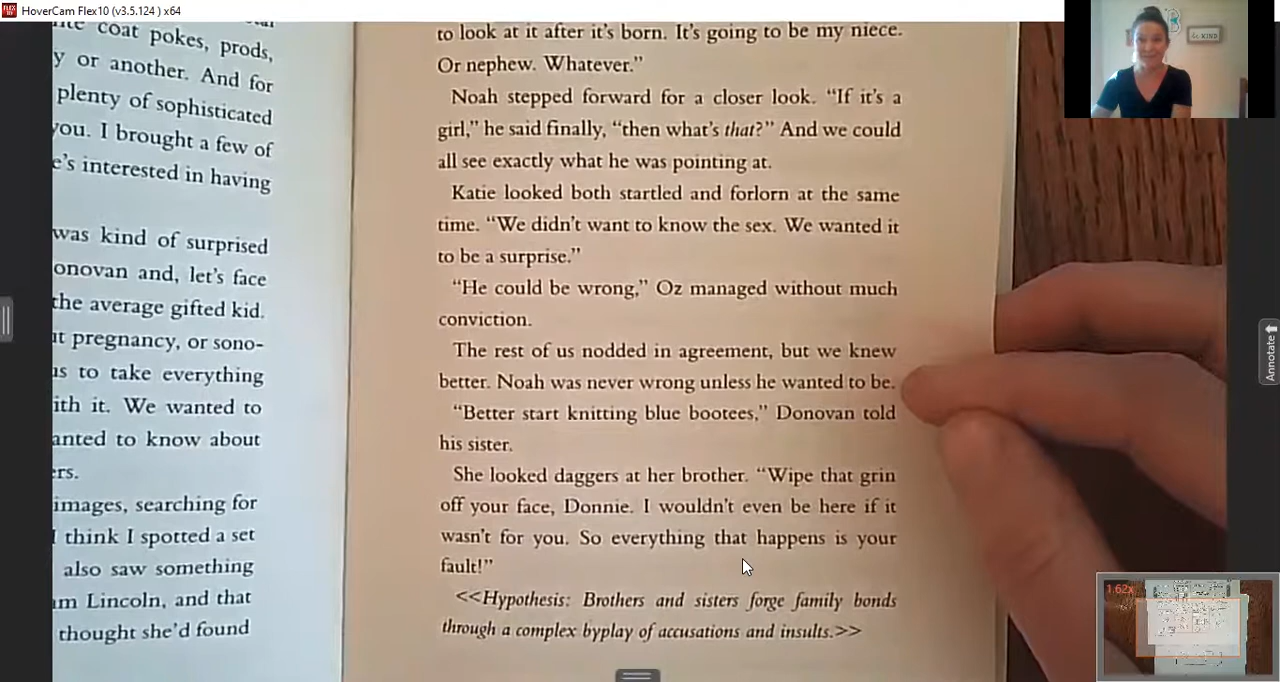 HoverCam Flex10 (v3.5.124 ) x64
coat pokes, prods,
y or another. And for
plenty of sophisticated
you. I brought a few of
e's interested in having
was kind of surprised
onovan and, let's face
the average gifted kid.
t pregnancy, or sono-
us to take everything
ith it. We wanted to
anted to know about
ers.
images, searching for
I think I spotted a set
also saw something
am Lincoln, and that
thought she'd found
to look at it after it's born. It's going to be my niece.
Or nephew. Whatever."
Noah stepped forward for a closer look. "If it's a
girl," he said finally, "then what's that?" And we could
all see exactly what he was pointing at.
Katie looked both startled and forlorn at the same
time. "We didn't want to know the sex. We wanted it
to be a surprise."
"He could be wrong," Oz managed without much
conviction.
The rest of us nodded in agreement, but we knew
better. Noah was never wrong unless he wanted to be.
"Better start knitting blue bootees," Donovan told
his sister.
She looked daggers at her brother. "Wipe that grin
off your face, Donnie. I wouldn't even be here if it
wasn't for you. So everything that happens is your
fault!"
<<Hypothesis: Brothers and sisters forge family bonds
through a complex byplay of accusations and insults.>>
BE KIND
Annotate
1.62x